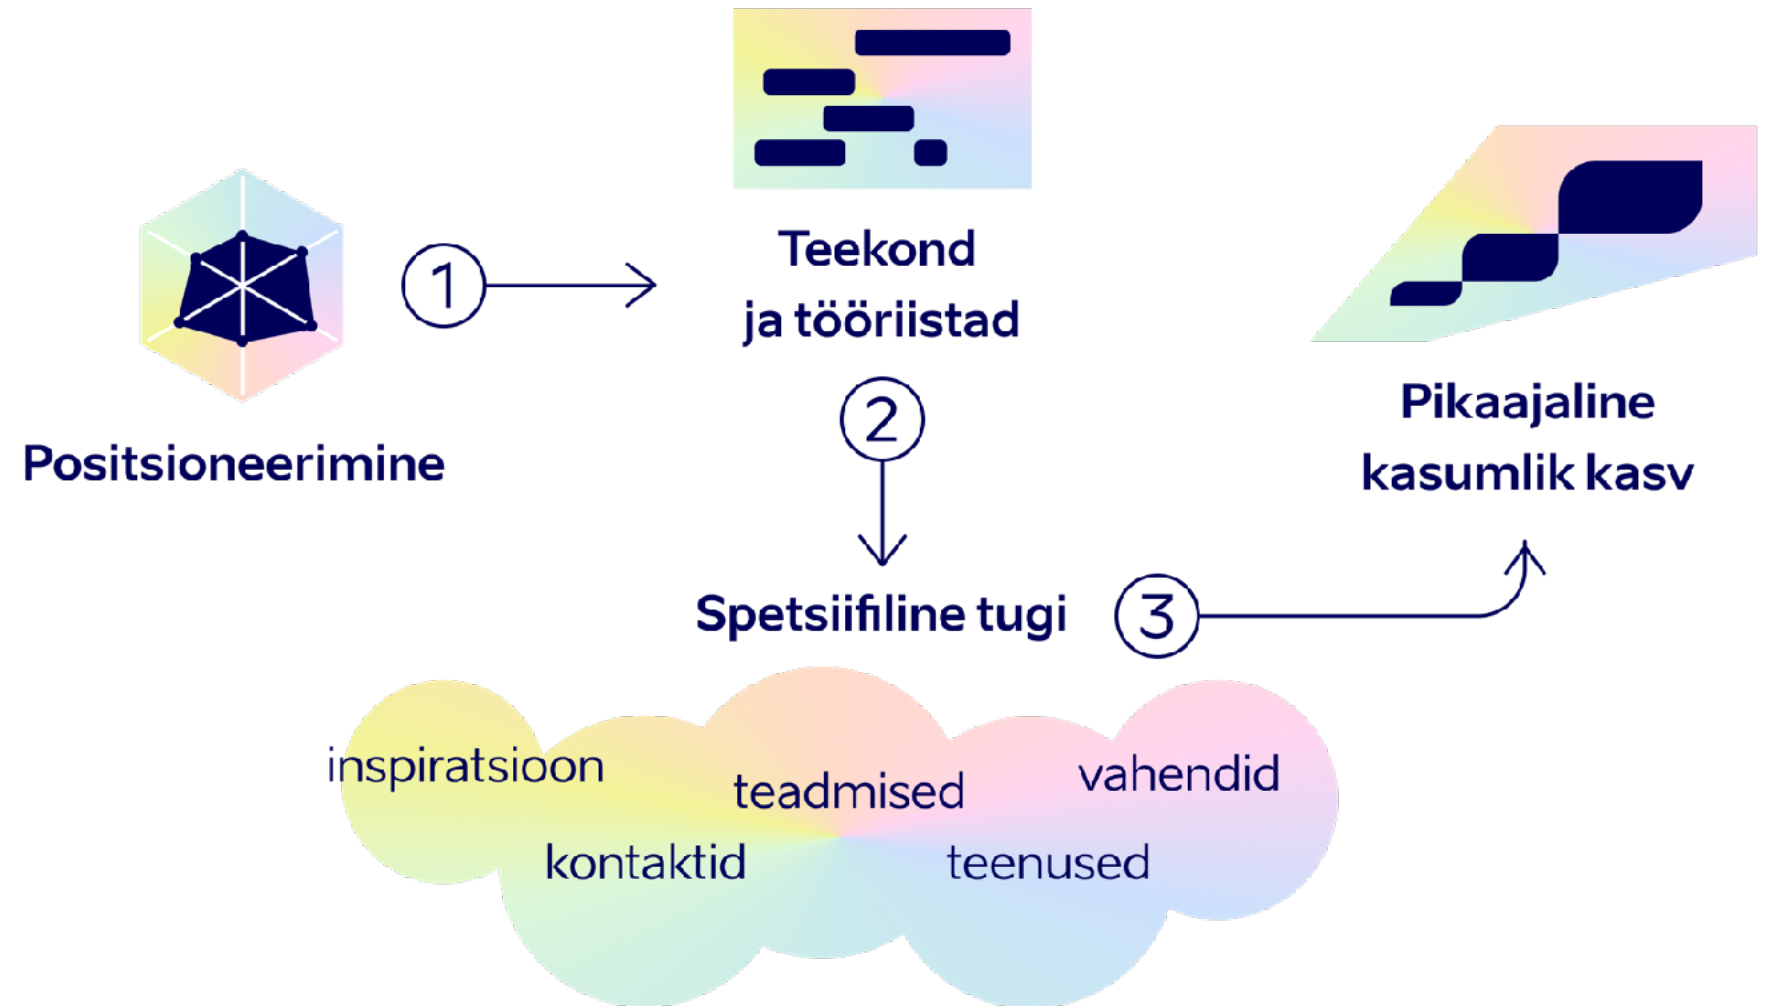 Positsioneerimine
1
Teekond
ja tööriistad
2
Spetsiifiline tugi
3
Pikaajaline
kasumlik kasv
inspiratsioon
teadmised
vahendid
kontaktid
teenused